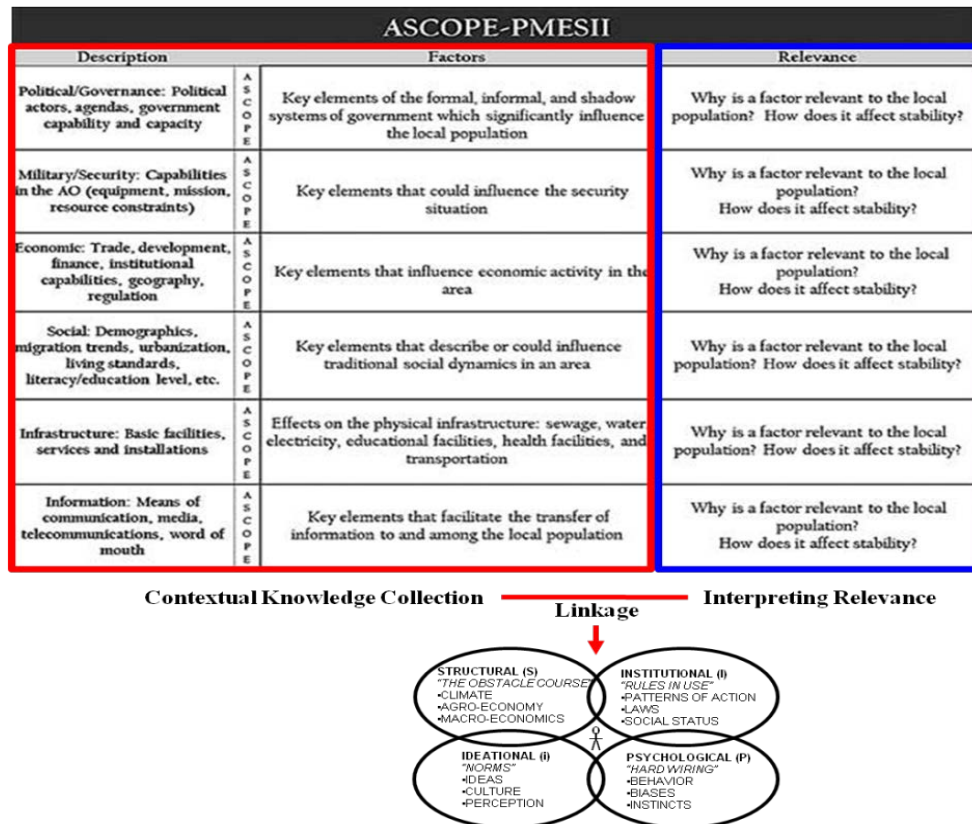 ASCOPE-PMESII
Description
Factors
Relevance
Political/Governance: Political
actors, agendas, government
capability and capacity
A
S
C
O
P
E
Key elements of the formal, informal, and shadow
systems of government which significantly influence
the local population
Why is a factor relevant to the local
population? How does it affect stability?
Military/Security: Capabilities
in the AO (equipment, mission,
resource constraints)
A
S
C
O
P
E
Key elements that could influence the security
situation
Why is a factor relevant to the local
population?
How does it affect stability?
Economic: Trade, development,
finance, institutional
capabilities, geography,
regulation
A
S
C
O
P
E
Key elements that influence economic activity in the
area
Why is a factor relevant to the local
population?
How does it affect stability?
Social: Demographics,
migration trends, urbanization,
living standards,
literacy/education level, etc.
A
S
C
O
P
E
Key elements that describe or could influence
traditional social dynamics in an area
Why is a factor relevant to the local
population? How does it affect stability?
Infrastructure: Basic facilities,
services and installations
A
S
C
O
P
E
Effects on the physical infrastructure: sewage, water,
electricity, educational facilities, health facilities, and
transportation
Why is a factor relevant to the local
population? How does it affect stability?
Information: Means of
communication, media,
telecommunications, word of
mouth
A
S
C
O
P
E
Key elements that facilitate the transfer of
information to and among the local population
Why is a factor relevant to the local
population?
How does it affect stability?
Contextual Knowledge Collection
Linkage
Interpreting Relevance
STRUCTURAL (S)
"THE OBSTACLE COURSE"
•CLIMATE
•AGRO-ECONOMY
•MACRO-ECONOMICS
INSTITUTIONAL (I)
"RULES IN USE"
•PATTERNS OF ACTION
•LAWS
•SOCIAL STATUS
IDEATIONAL (i)
"NORMS"
•IDEAS
•CULTURE
•PERCEPTION
PSYCHOLOGICAL (P)
"HARD WIRING"
•BEHAVIOR
•BIASES
•INSTINCTS